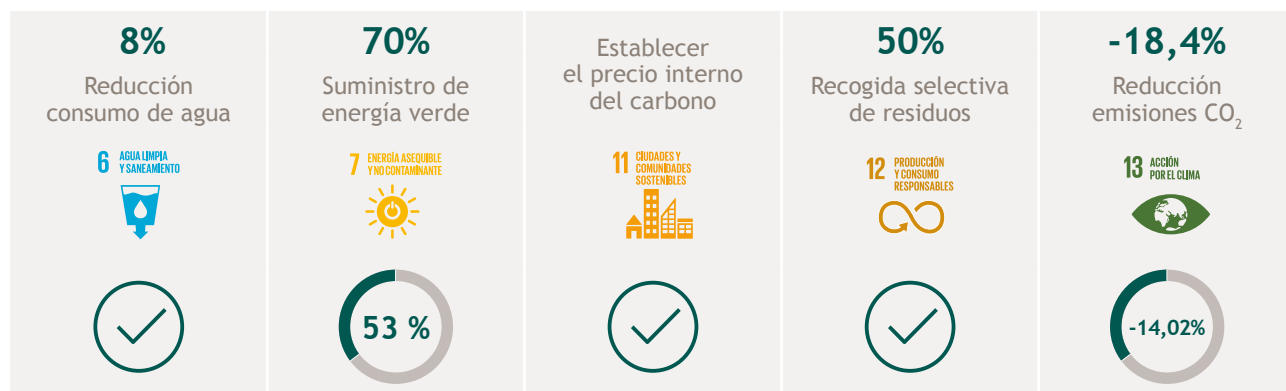 8%
Reducción
consumo de agua
6 AGUA LIMPIA
Y SANEAMIENTO
70%
Suministro de
energía verde
7 ENERGÍA ASEQUIBLE
Y NO CONTAMINANTE
53 %
Establecer
el precio interno
del carbono
11 CIUDADES Y
COMUNIDADES
SOSTENIBLES
50%
Recogida selectiva
de residuos
12 PRODUCCIÓN
Y CONSUMO
RESPONSABLES
-18,4%
Reducción
emisiones CO₂
13 ACCIÓN
POR EL CLIMA
-14,02%